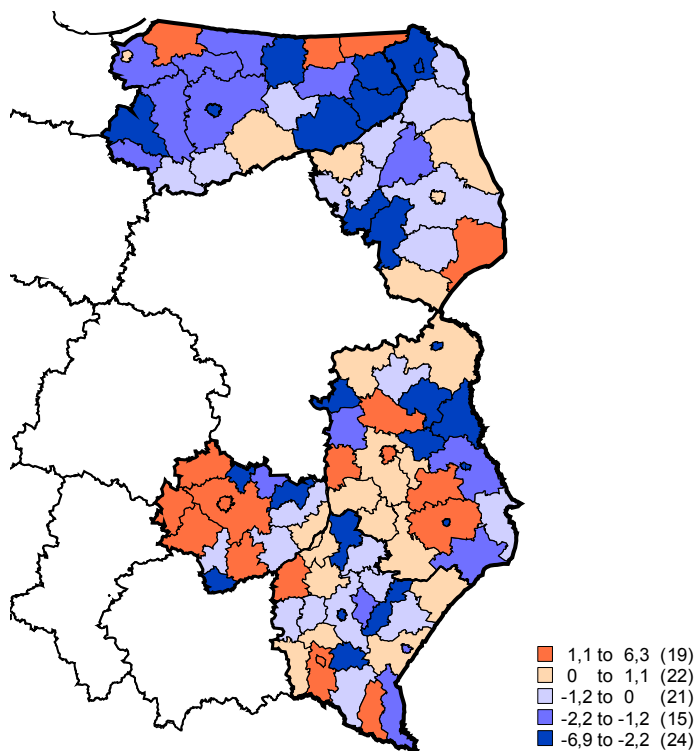 1,1 to 6,3 (19)
0 to 1,1 (22)
-1,2 to 0 (21)
-2,2 to -1,2 (15)
-6,9 to -2,2 (24)